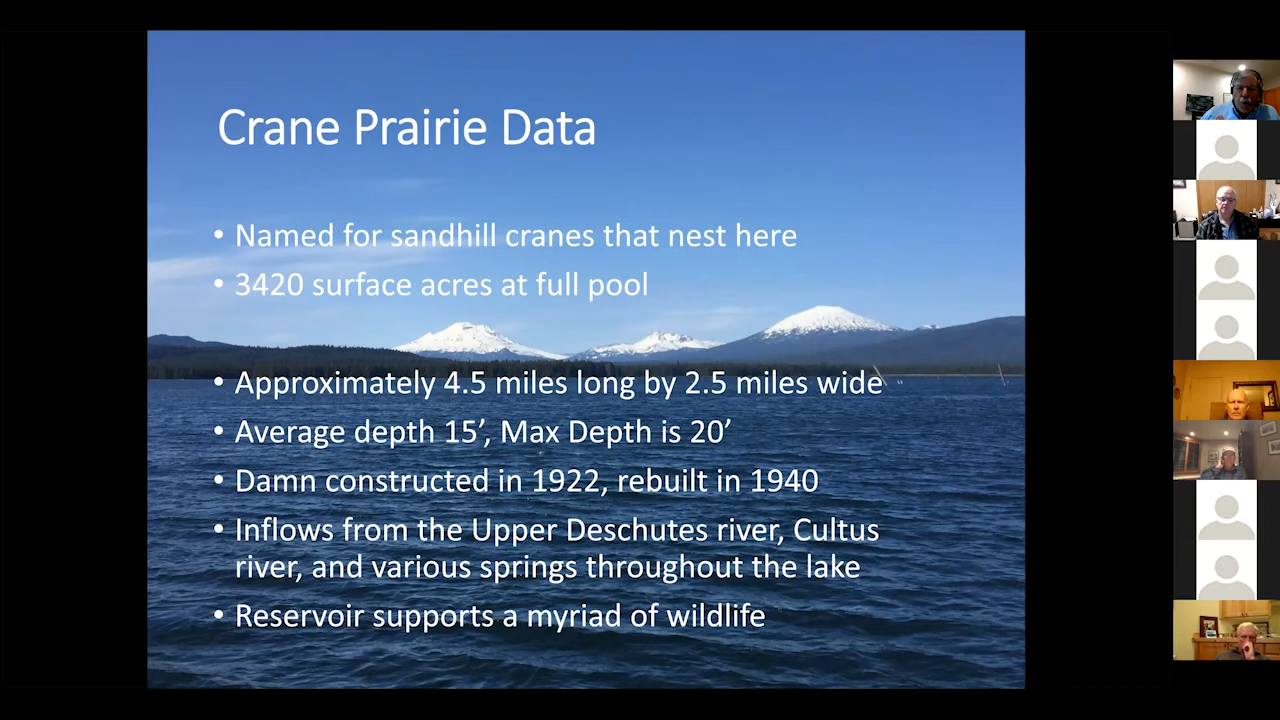 Crane Prairie Data
• Named for sandhill cranes that nest here
• 3420 surface acres at full pool
• Approximately 4.5 miles long by 2.5 miles wide
• Average depth 15’, Max Depth is 20’
• Damn constructed in 1922, rebuilt in 1940
• Inflows from the Upper Deschutes river, Cultus
river, and various springs throughout the lake
• Reservoir supports a myriad of wildlife